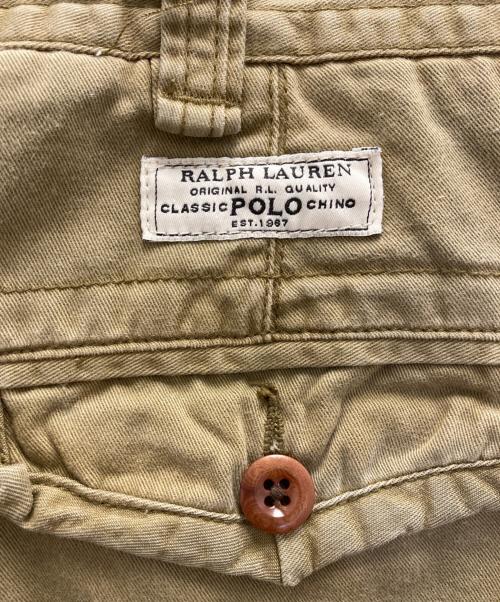 RALPH LAUREN
ORIGINAL R.L. QUALITY
CLASSIC POLO CHINO
EST. 1967